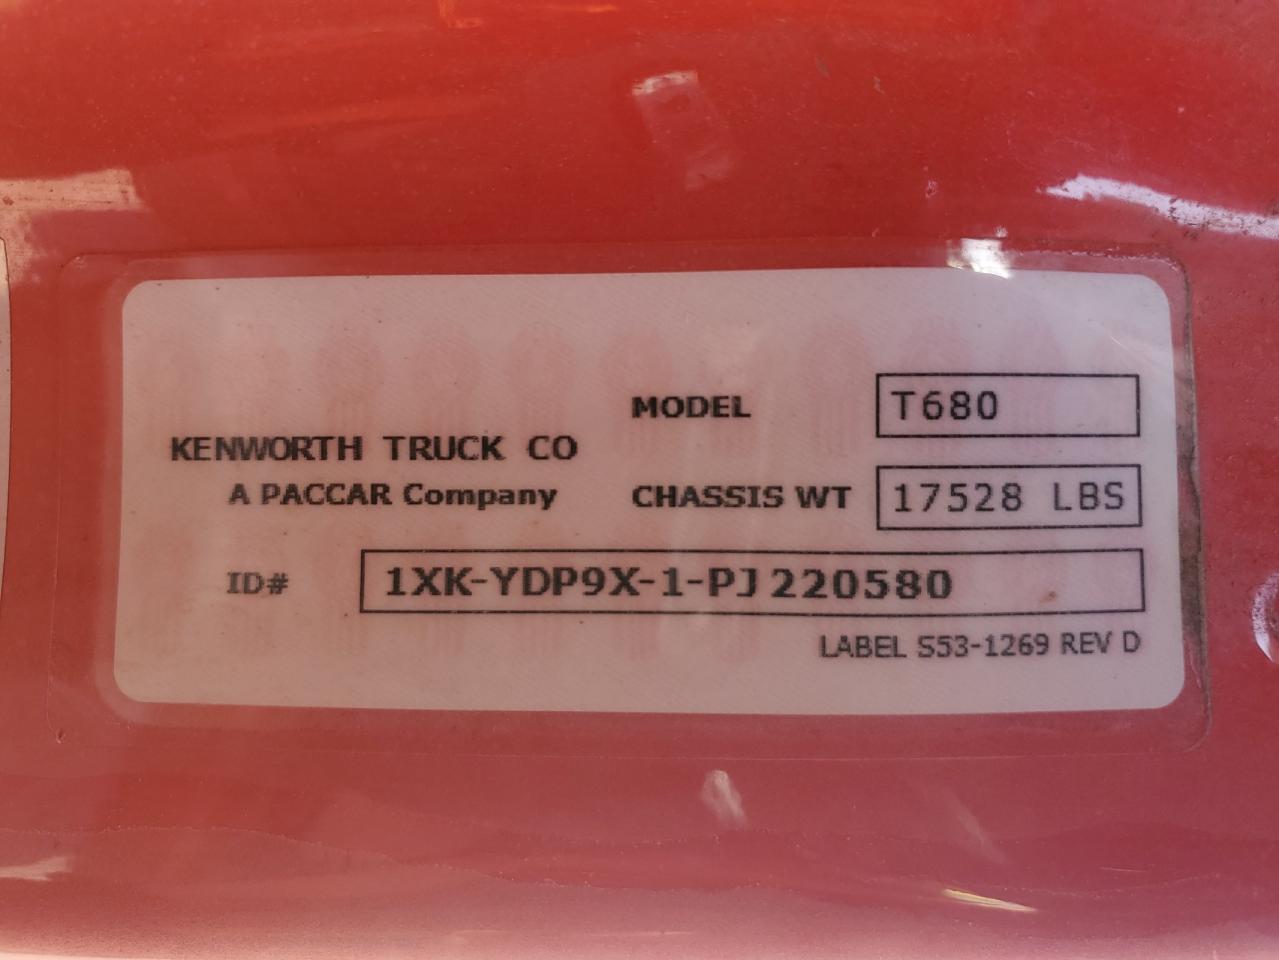 MODEL T680
KENWORTH TRUCK CO
A PACCAR Company
CHASSIS WT 17528 LBS
ID# 1XK-YDP9X-1-PJ220580
LABEL S53-1269 REV D